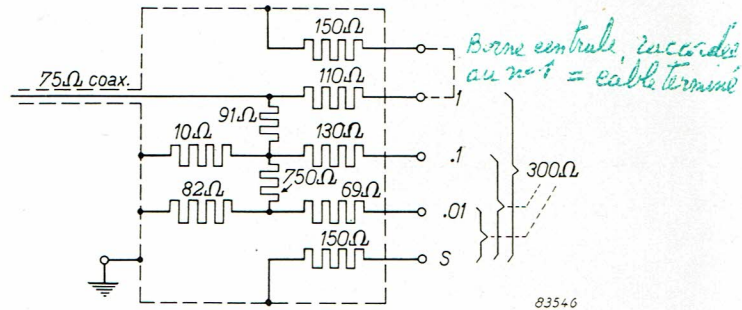 150Ω
Borne centrale, raccordée
au n° 1 = câble terminé
75Ω coax.
110Ω
1
91Ω
10Ω
130Ω
.1
300Ω
750Ω
82Ω
69Ω
.01
150Ω
S
83546